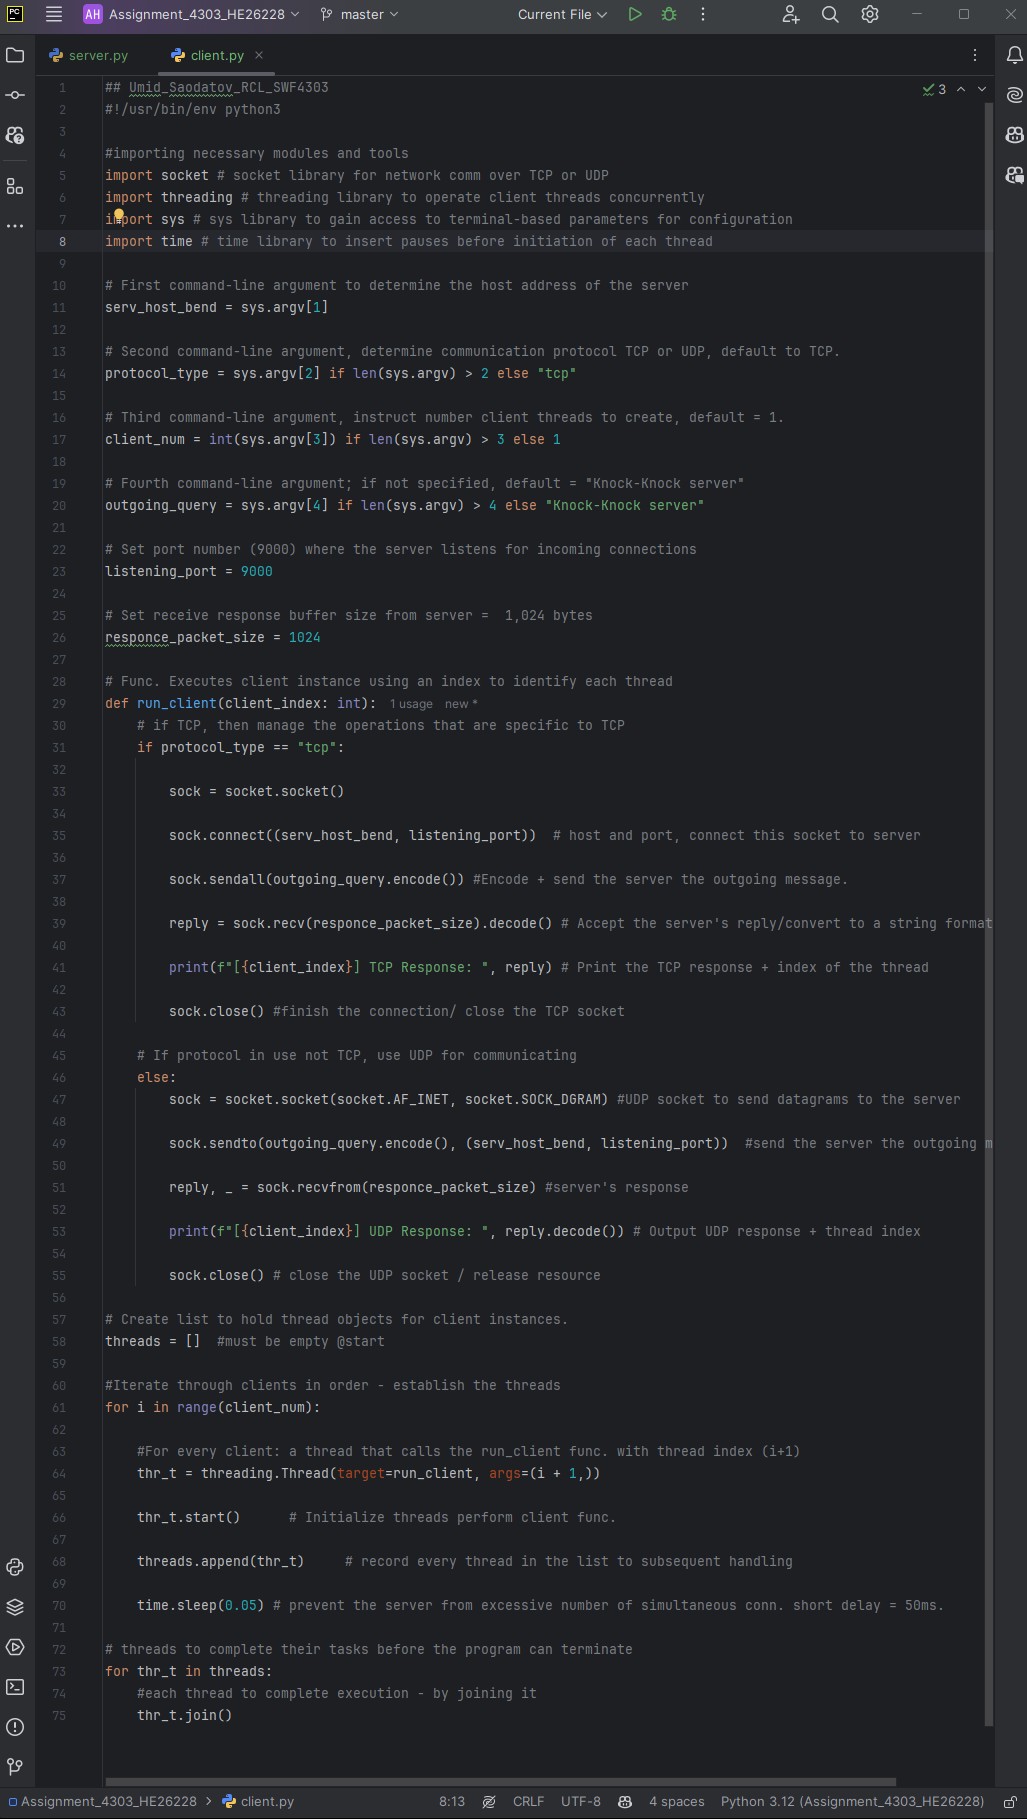 PC AH Assignment_4303_HE26228 master Current File
server.py client.py
1 ## Umid_Saodatov_RCL_SWF4303 3
2 #!/usr/bin/env python3
3
4 #importing necessary modules and tools
5 import socket # socket library for network comm over TCP or UDP
6 import threading # threading library to operate client threads concurrently
7 import sys # sys library to gain access to terminal-based parameters for configuration
8 import time # time library to insert pauses before initiation of each thread
9
10 # First command-line argument to determine the host address of the server
11 serv_host_bend = sys.argv[1]
12
13 # Second command-line argument, determine communication protocol TCP or UDP, default to TCP.
14 protocol_type = sys.argv[2] if len(sys.argv) > 2 else "tcp"
15
16 # Third command-line argument, instruct number client threads to create, default = 1.
17 client_num = int(sys.argv[3]) if len(sys.argv) > 3 else 1
18
19 # Fourth command-line argument; if not specified, default = "Knock-Knock server"
20 outgoing_query = sys.argv[4] if len(sys.argv) > 4 else "Knock-Knock server"
21
22 # Set port number (9000) where the server listens for incoming connections
23 listening_port = 9000
24
25 # Set receive response buffer size from server =  1,024 bytes
26 responce_packet_size = 1024
27
28 # Func. Executes client instance using an index to identify each thread
29 def run_client(client_index: int): 1 usage new *
30     # if TCP, then manage the operations that are specific to TCP
31     if protocol_type == "tcp":
32
33         sock = socket.socket()
34
35         sock.connect((serv_host_bend, listening_port))  # host and port, connect this socket to server
36
37         sock.sendall(outgoing_query.encode()) #Encode + send the server the outgoing message.
38
39         reply = sock.recv(responce_packet_size).decode() # Accept the server's reply/convert to a string format
40
41         print(f"[{client_index}] TCP Response: ", reply) # Print the TCP response + index of the thread
42
43         sock.close() #finish the connection/ close the TCP socket
44
45     # If protocol in use not TCP, use UDP for communicating
46     else:
47         sock = socket.socket(socket.AF_INET, socket.SOCK_DGRAM) #UDP socket to send datagrams to the server
48
49         sock.sendto(outgoing_query.encode(), (serv_host_bend, listening_port))  #send the server the outgoing m
50
51         reply, _ = sock.recvfrom(responce_packet_size) #server's response
52
53         print(f"[{client_index}] UDP Response: ", reply.decode()) # Output UDP response + thread index
54
55         sock.close() # close the UDP socket / release resource
56
57 # Create list to hold thread objects for client instances.
58 threads = []  #must be empty @start
59
60 #Iterate through clients in order - establish the threads
61 for i in range(client_num):
62
63     #For every client: a thread that calls the run_client func. with thread index (i+1)
64     thr_t = threading.Thread(target=run_client, args=(i + 1,))
65
66     thr_t.start()      # Initialize threads perform client func.
67
68     threads.append(thr_t)     # record every thread in the list to subsequent handling
69
70     time.sleep(0.05) # prevent the server from excessive number of simultaneous conn. short delay = 50ms.
71
72 # threads to complete their tasks before the program can terminate
73 for thr_t in threads:
74     #each thread to complete execution - by joining it
75     thr_t.join()
Assignment_4303_HE26228 > client.py 8:13 CRLF UTF-8 4 spaces Python 3.12 (Assignment_4303_HE26228)